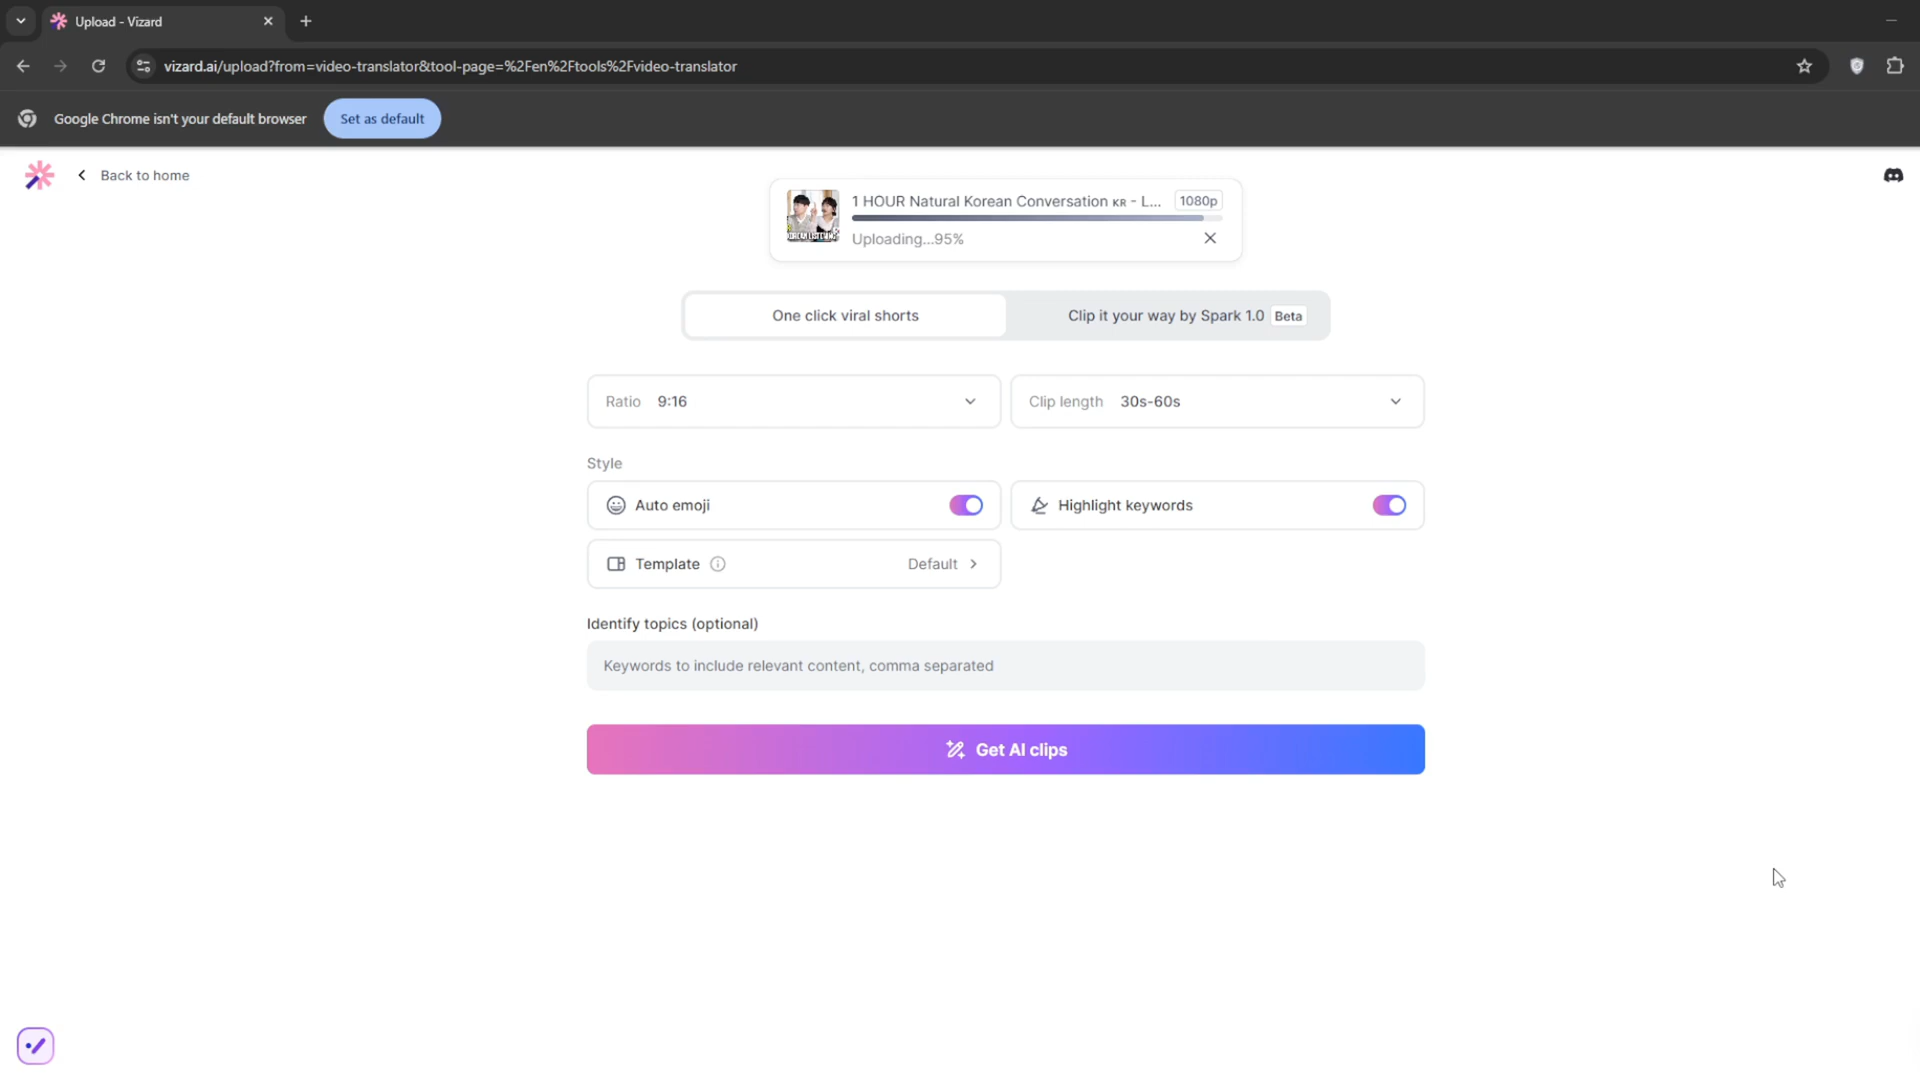 Upload - Vizard
vizard.ai/upload?from=video-translator&tool-page=%2Fen%2Ftools%2Fvideo-translator
Google Chrome isn't your default browser
Set as default
Back to home
1 HOUR Natural Korean Conversation KR - L...
1080p
Uploading...95%
One click viral shorts
Clip it your way by Spark 1.0 Beta
Ratio 9:16
Clip length 30s-60s
Style
Auto emoji
Highlight keywords
Template
Default
Identify topics (optional)
Keywords to include relevant content, comma separated
Get AI clips